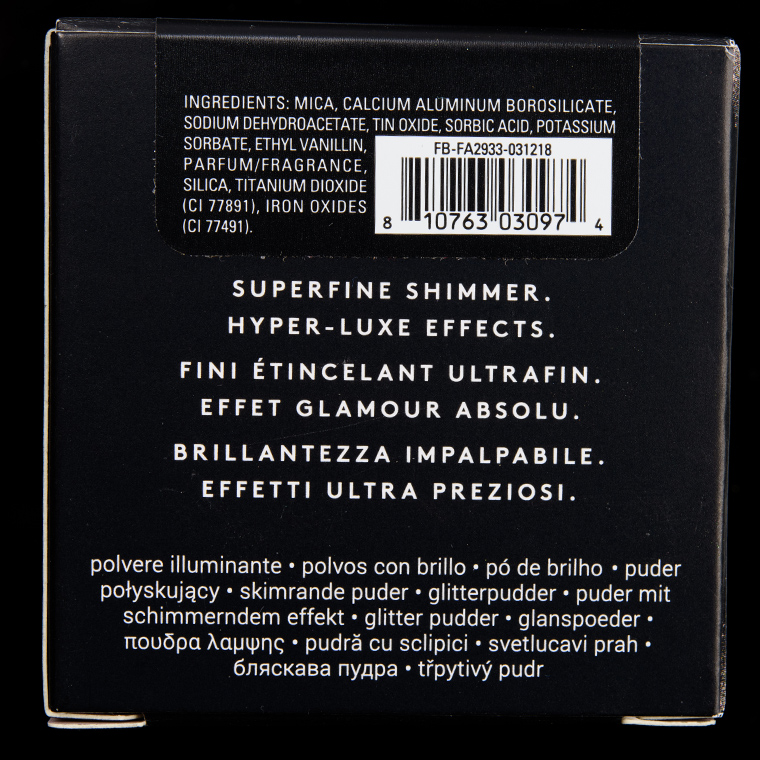 INGREDIENTS: MICA, CALCIUM ALUMINUM BOROSILICATE,
SODIUM DEHYDROACETATE, TIN OXIDE, SORBIC ACID, POTASSIUM
SORBATE, ETHYL VANILLIN,
PARFUM/FRAGRANCE,
SILICA, TITANIUM DIOXIDE
(CI 77891), IRON OXIDES
(CI 77491).
FB-FA2933-031218
8 10763 03097 4
SUPERFINE SHIMMER.
HYPER-LUXE EFFECTS.
FINI ÉTINCELANT ULTRAFIN.
EFFET GLAMOUR ABSOLU.
BRILLANTEZZA IMPALPABILE.
EFFETTI ULTRA PREZIOSI.
polvere illuminante • polvos con brillo • pó de brilho • puder
połyskujący • skimrande puder • glitterpudder • puder mit
schimmerndem effekt • glitter pudder • glanspoeder •
πουδρα λαμψης • pudră cu sclipici • svetlucavi prah •
бляскава пудра • třpytivý pudr